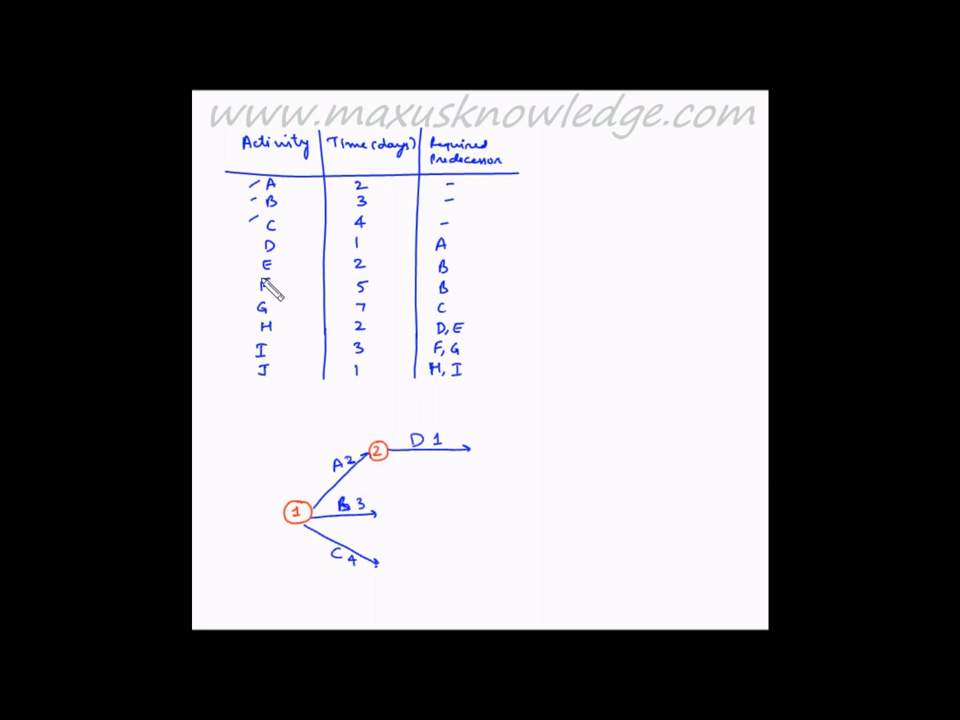 www.maxusknowledge.com
Activity Time (days) Required Predecessor
A 2 -
B 3 -
C 4 -
D 1 A
E 2 B
F 5 B
G 7 C
H 2 D, E
I 3 F, G
J 1 H, I
D 1
2
A 2
B 3
1
C 4